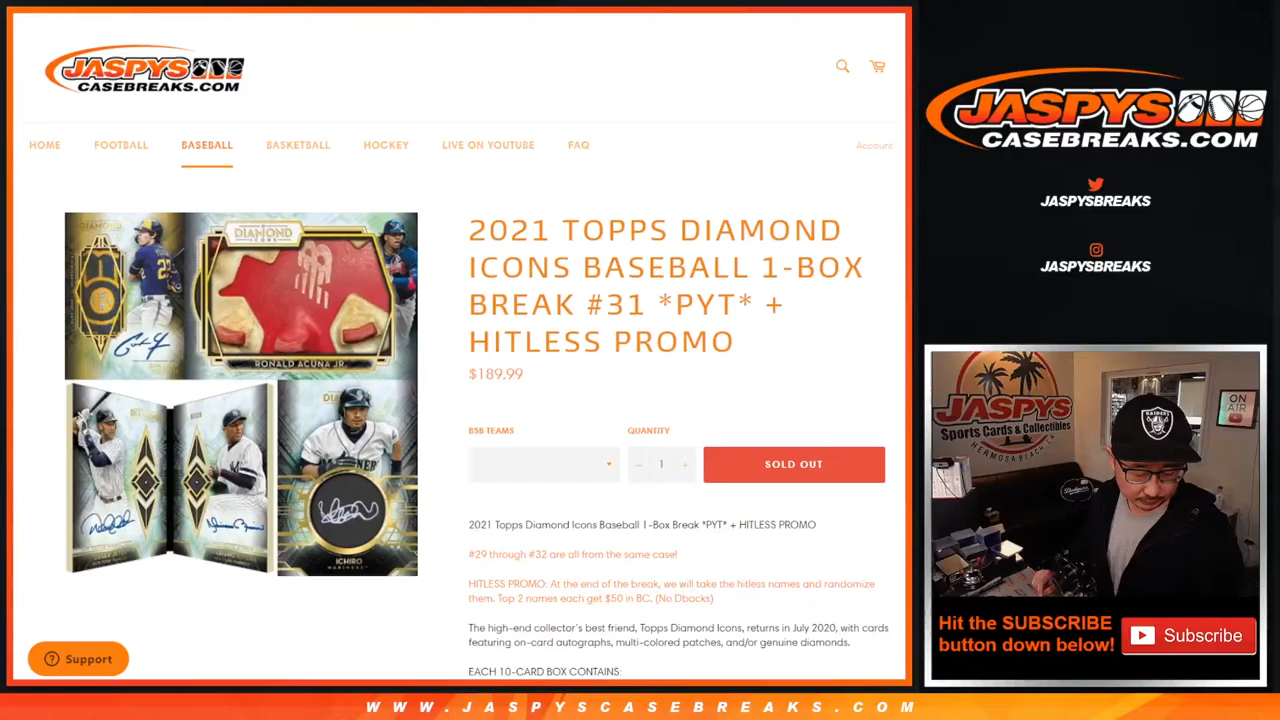 JASPYS
CASEBREAKS.COM
HOME
FOOTBALL
BASEBALL
BASKETBALL
HOCKEY
LIVE ON YOUTUBE
FAQ
Account
2021 TOPPS DIAMOND
ICONS BASEBALL 1-BOX
BREAK #31 *PYT* +
HITLESS PROMO
$189.99
BSB TEAMS
QUANTITY
− 1 +
SOLD OUT
2021 Topps Diamond Icons Baseball 1-Box Break *PYT* + HITLESS PROMO
#29 through #32 are all from the same case!
HITLESS PROMO: At the end of the break, we will take the hitless names and randomize
them. Top 2 names each get $50 in BC. (No Dbacks)
The high-end collector's best friend, Topps Diamond Icons, returns in July 2020, with cards
featuring on-card autographs, multi-colored patches, and/or genuine diamonds.
EACH 10-CARD BOX CONTAINS:
DIAMOND
ICONS
RONALD ACUNA JR.
ICHIRO
MARINERS
Support
JASPYS
CASEBREAKS.COM
JASPYSBREAKS
JASPYSBREAKS
JASPYS
Sports Cards & Collectibles
HERMOSA BEACH, CA
ON
AIR
RAIDERS
Dodgers
Hit the SUBSCRIBE
button down below!
Subscribe
WWW.JASPYSCASEBREAKS.COM